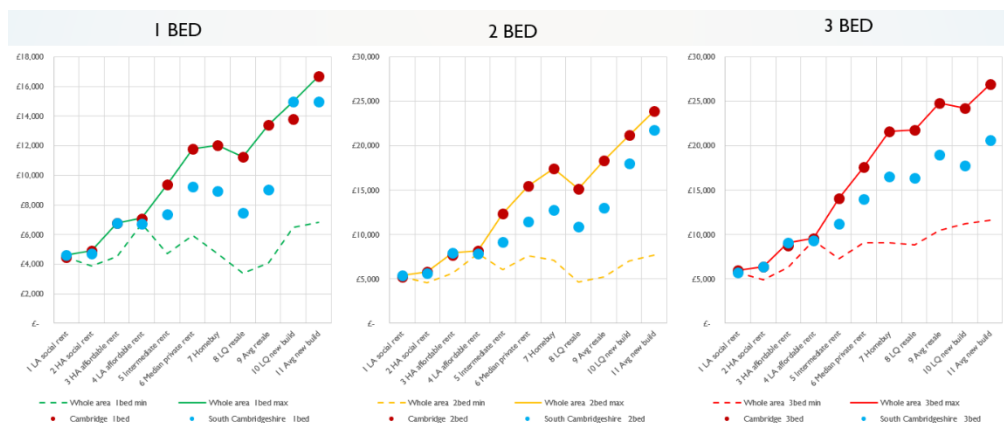 1 BED
£18,000
£16,000
£14,000
£12,000
£10,000
£8,000
£6,000
£4,000
£2,000
£-
1 LA social rent
2 HA social rent
3 HA affordable rent
4 LA affordable rent
5 Intermediate rent
6 Median private rent
7 Homebuy
8 LQ resale
9 Avg resale
10 LQ new build
11 Avg new build
Whole area 1bed min
Whole area 1bed max
Cambridge 1bed
South Cambridgeshire 1bed
2 BED
£30,000
£25,000
£20,000
£15,000
£10,000
£5,000
£-
1 LA social rent
2 HA social rent
3 HA affordable rent
4 LA affordable rent
5 Intermediate rent
6 Median private rent
7 Homebuy
8 LQ resale
9 Avg resale
10 LQ new build
11 Avg new build
Whole area 2bed min
Whole area 2bed max
Cambridge 2bed
South Cambridgeshire 2bed
3 BED
£30,000
£25,000
£20,000
£15,000
£10,000
£5,000
£-
1 LA social rent
2 HA social rent
3 HA affordable rent
4 LA affordable rent
5 Intermediate rent
6 Median private rent
7 Homebuy
8 LQ resale
9 Avg resale
10 LQ new build
11 Avg new build
Whole area 3bed min
Whole area 3bed max
Cambridge 3bed
South Cambridgeshire 3bed